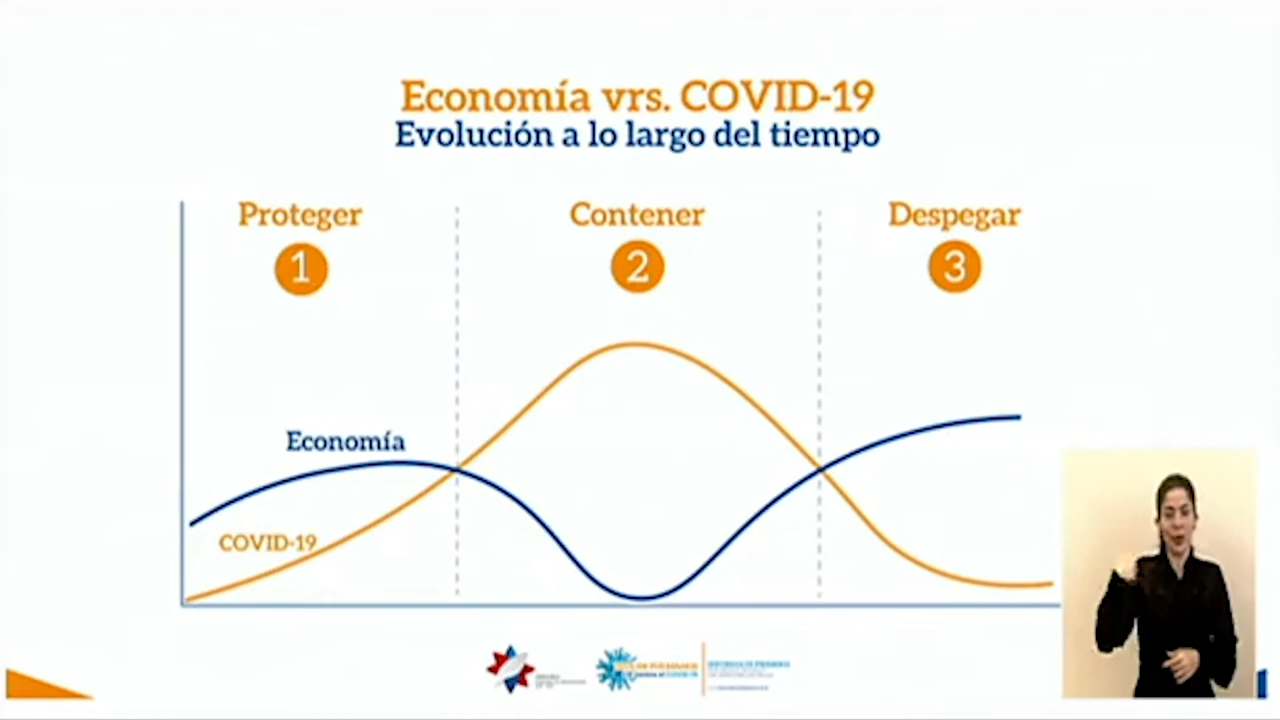 Economía vrs. COVID-19
Evolución a lo largo del tiempo
Proteger
Contener
Despegar
1
2
3
Economía
COVID-19